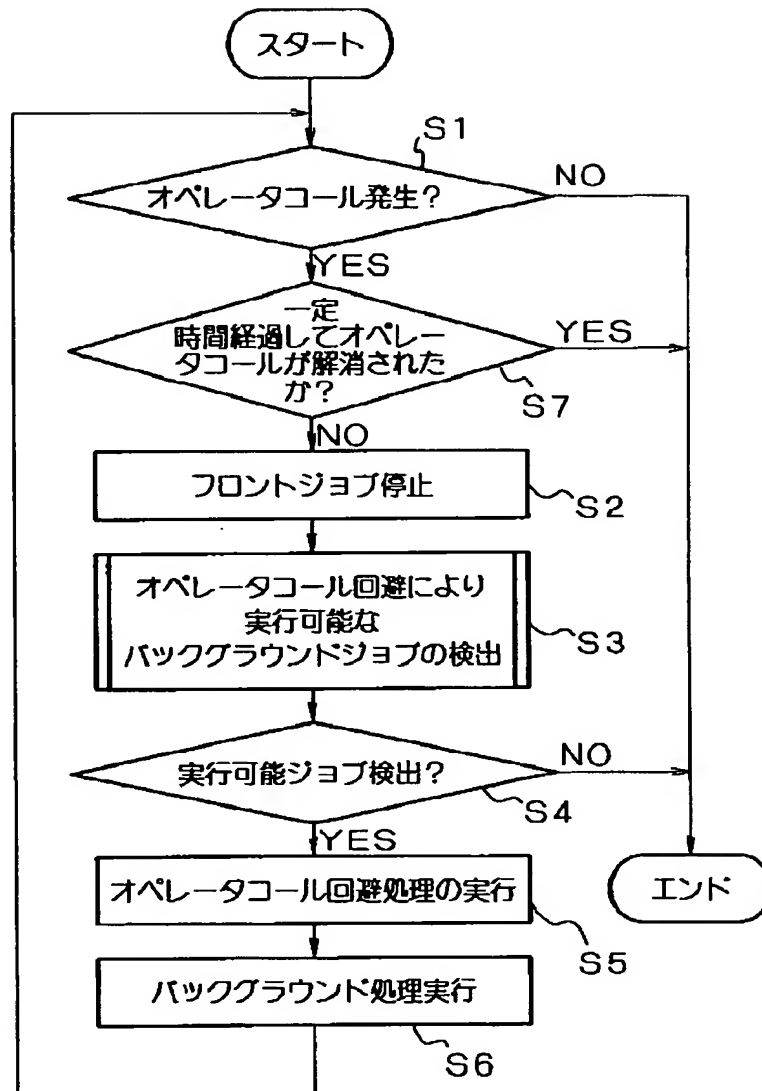 スタート
S1
オペレータコール発生?
NO
YES
一定
時間経過してオペレー
タコールが解消された
か?
YES
S7
NO
フロントジョブ停止
S2
オペレータコール回避により
実行可能な
バックグラウンドジョブの検出
S3
実行可能ジョブ検出?
NO
S4
YES
オペレータコール回避処理の実行
エンド
S5
バックグラウンド処理実行
S6